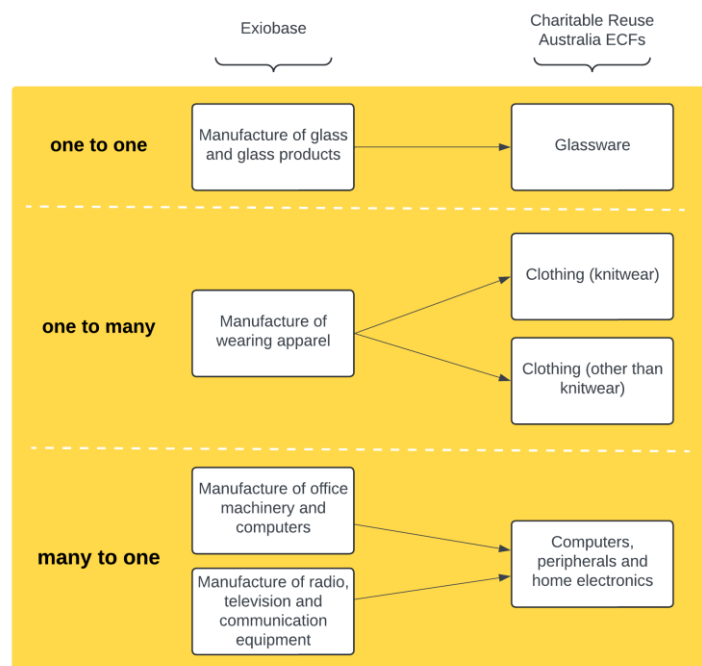 Exiobase
Charitable Reuse
Australia ECFs
one to one
Manufacture of glass
and glass products
Glassware
one to many
Manufacture of
wearing apparel
Clothing (knitwear)
Clothing (other than
knitwear)
many to one
Manufacture of office
machinery and
computers
Manufacture of radio,
television and
communication
equipment
Computers,
peripherals and
home electronics